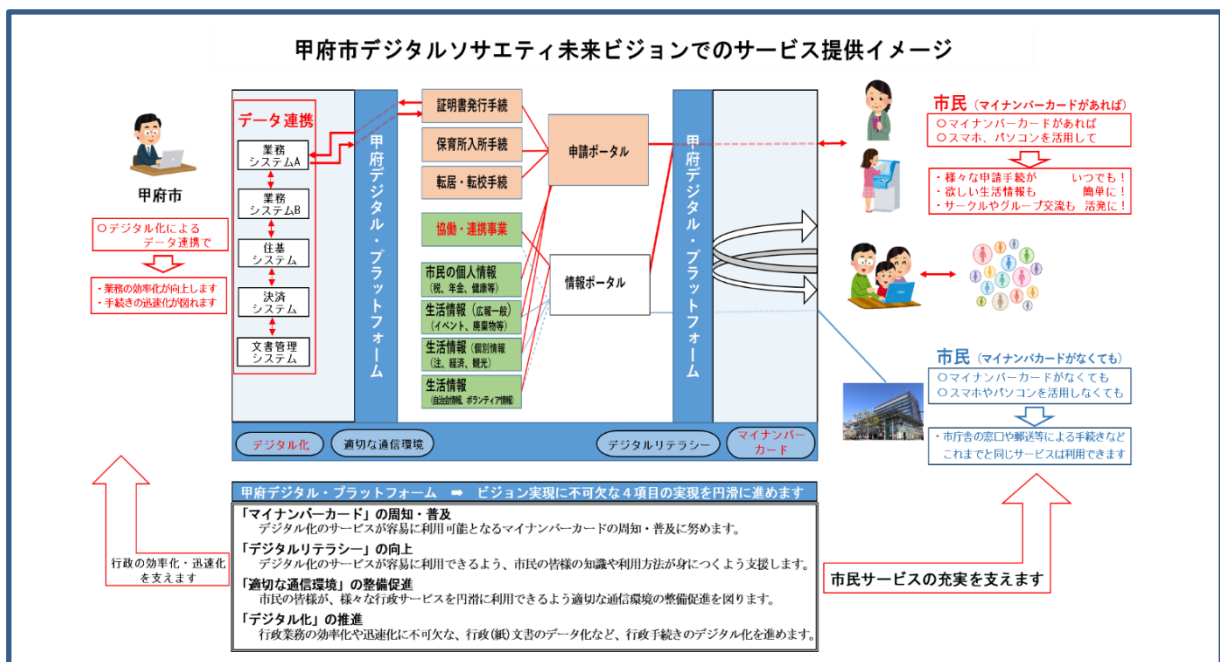 甲府市デジタルソサエティ未来ビジョンでのサービス提供イメージ
甲府市
○デジタル化による
データ連携で
・業務の効率化が向上します
・手続きの迅速化が図れます
データ連携
業務
システムA
業務
システムB
住基
システム
決済
システム
文書管理
システム
甲府デジタル・プラットフォーム
証明書発行手続
保育所入所手続
転居・転校手続
協働・連携事業
市民の個人情報
(税、年金、健康等)
生活情報(広報一般)
(イベント、廃棄物等)
生活情報(個別情報
(注、経済、観光)
生活情報
(自治会情報、ボランティア情報)
申請ポータル
情報ポータル
甲府デジタル・プラットフォーム
デジタル化
適切な通信環境
デジタルリテラシー
マイナンバー
カード
市民(マイナンバーカードがあれば)
○マイナンバーカードがあれば
○スマホ、パソコンを活用して
・様々な申請手続が いつでも!
・欲しい生活情報も 簡単に!
・サークルやグループ交流も 活発に!
市民(マイナンバカードがなくても)
○マイナンバーカードがなくても
○スマホやパソコンを活用しなくても
・市庁舎の窓口や郵送等による手続きなど
これまでと同じサービスは利用できます
甲府デジタル・プラットフォーム ➡ ビジョン実現に不可欠な4項目の実現を円滑に進めます
「マイナンバーカード」の周知・普及
デジタル化のサービスが容易に利用可能となるマイナンバーカードの周知・普及に努めます。
「デジタルリテラシー」の向上
デジタル化のサービスが容易に利用できるよう、市民の皆様の知識や利用方法が身につくよう支援します。
「適切な通信環境」の整備促進
市民の皆様が、様々な行政サービスを円滑に利用できるよう適切な通信環境の整備促進を図ります。
「デジタル化」の推進
行政業務の効率化や迅速化に不可欠な、行政(紙)文書のデータ化など、行政手続きのデジタル化を進めます。
行政の効率化・迅速化
を支えます
市民サービスの充実を支えます